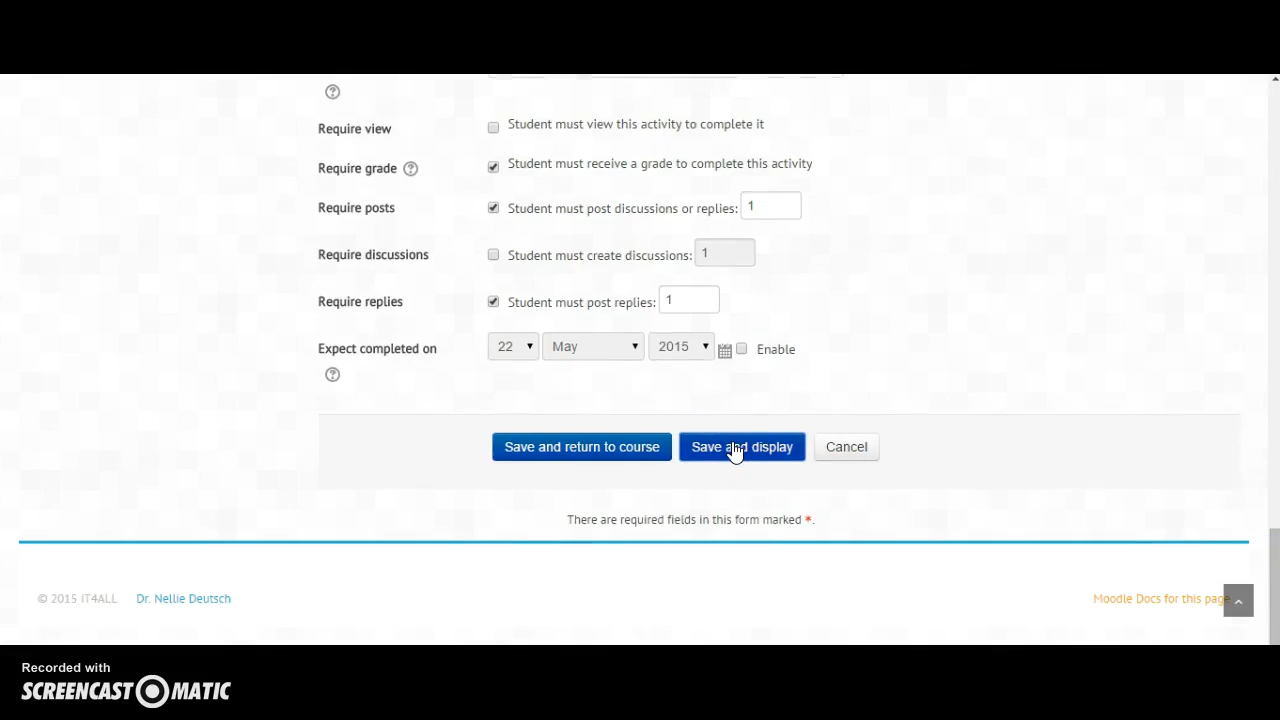 Require view Student must view this activity to complete it
Require grade Student must receive a grade to complete this activity
Require posts Student must post discussions or replies: 1
Require discussions Student must create discussions: 1
Require replies Student must post replies: 1
Expect completed on 22 May 2015 Enable
Save and return to course Save and display Cancel
There are required fields in this form marked *.
© 2015 IT4ALL Dr. Nellie Deutsch Moodle Docs for this page
Recorded with
SCREENCAST MATIC